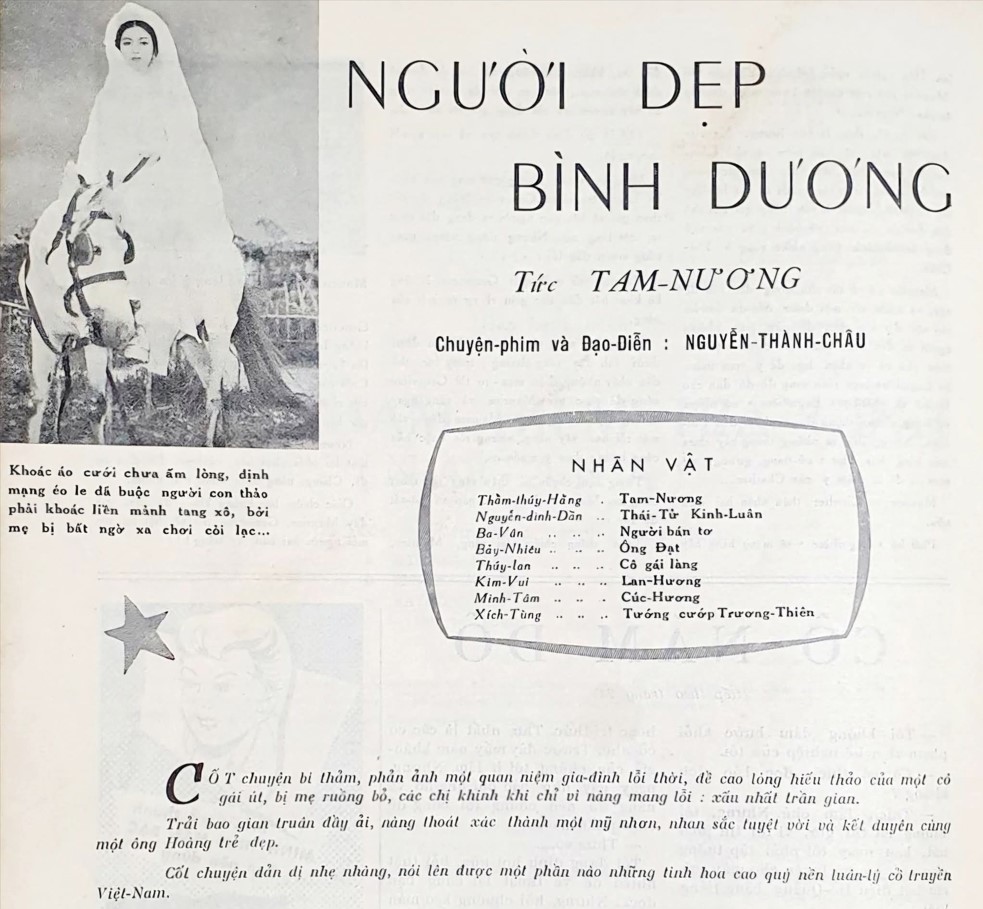 NGƯỜI DẸP
BÌNH DƯƠNG
Tức TAM-NƯƠNG
Chuyện-phim và Đạo-Diễn : NGUYỄN-THÀNH-CHÂU
Khoác áo cưới chưa ấm lòng, định
mạng éo le đã buộc người con thảo
phải khoác liền mảnh tang xô, bởi
mẹ bị bất ngờ xa chơi cõi lạc...
NHÂN VẬT
Thẩm-thúy-Hằng Tam-Nương
Nguyễn-đình-Dần .. Thái-Tử Kinh-Luân
Ba-Vân .. .. .. Người bán tơ
Bảy-Nhiêu .. .. .. Ông Đạt
Thúy-lan .. .. .. Cô gái làng
Kim-Vui .. .. .. Lan-Hương
Minh-Tâm .. .. . Cúc-Hương
Xích-Tùng .. .. .. Tướng cướp Trương-Thiên
CỐT chuyện bi thảm, phản ảnh một quan niệm gia-đình lỗi thời, đề cao lòng hiếu thảo của một cô
gái út, bị mẹ ruồng bỏ, các chị khinh khi chỉ vì nàng mang lỗi : xấu nhất trần gian.
Trải bao gian truân đầy ải, nàng thoát xác thành một mỹ nhơn, nhan sắc tuyệt vời và kết duyên cùng
một ông Hoàng trẻ đẹp.
Cốt chuyện dản dị nhẹ nhàng, nói lên được một phần nào những tinh hoa cao quý nền luân-lý cổ truyền
Việt-Nam.